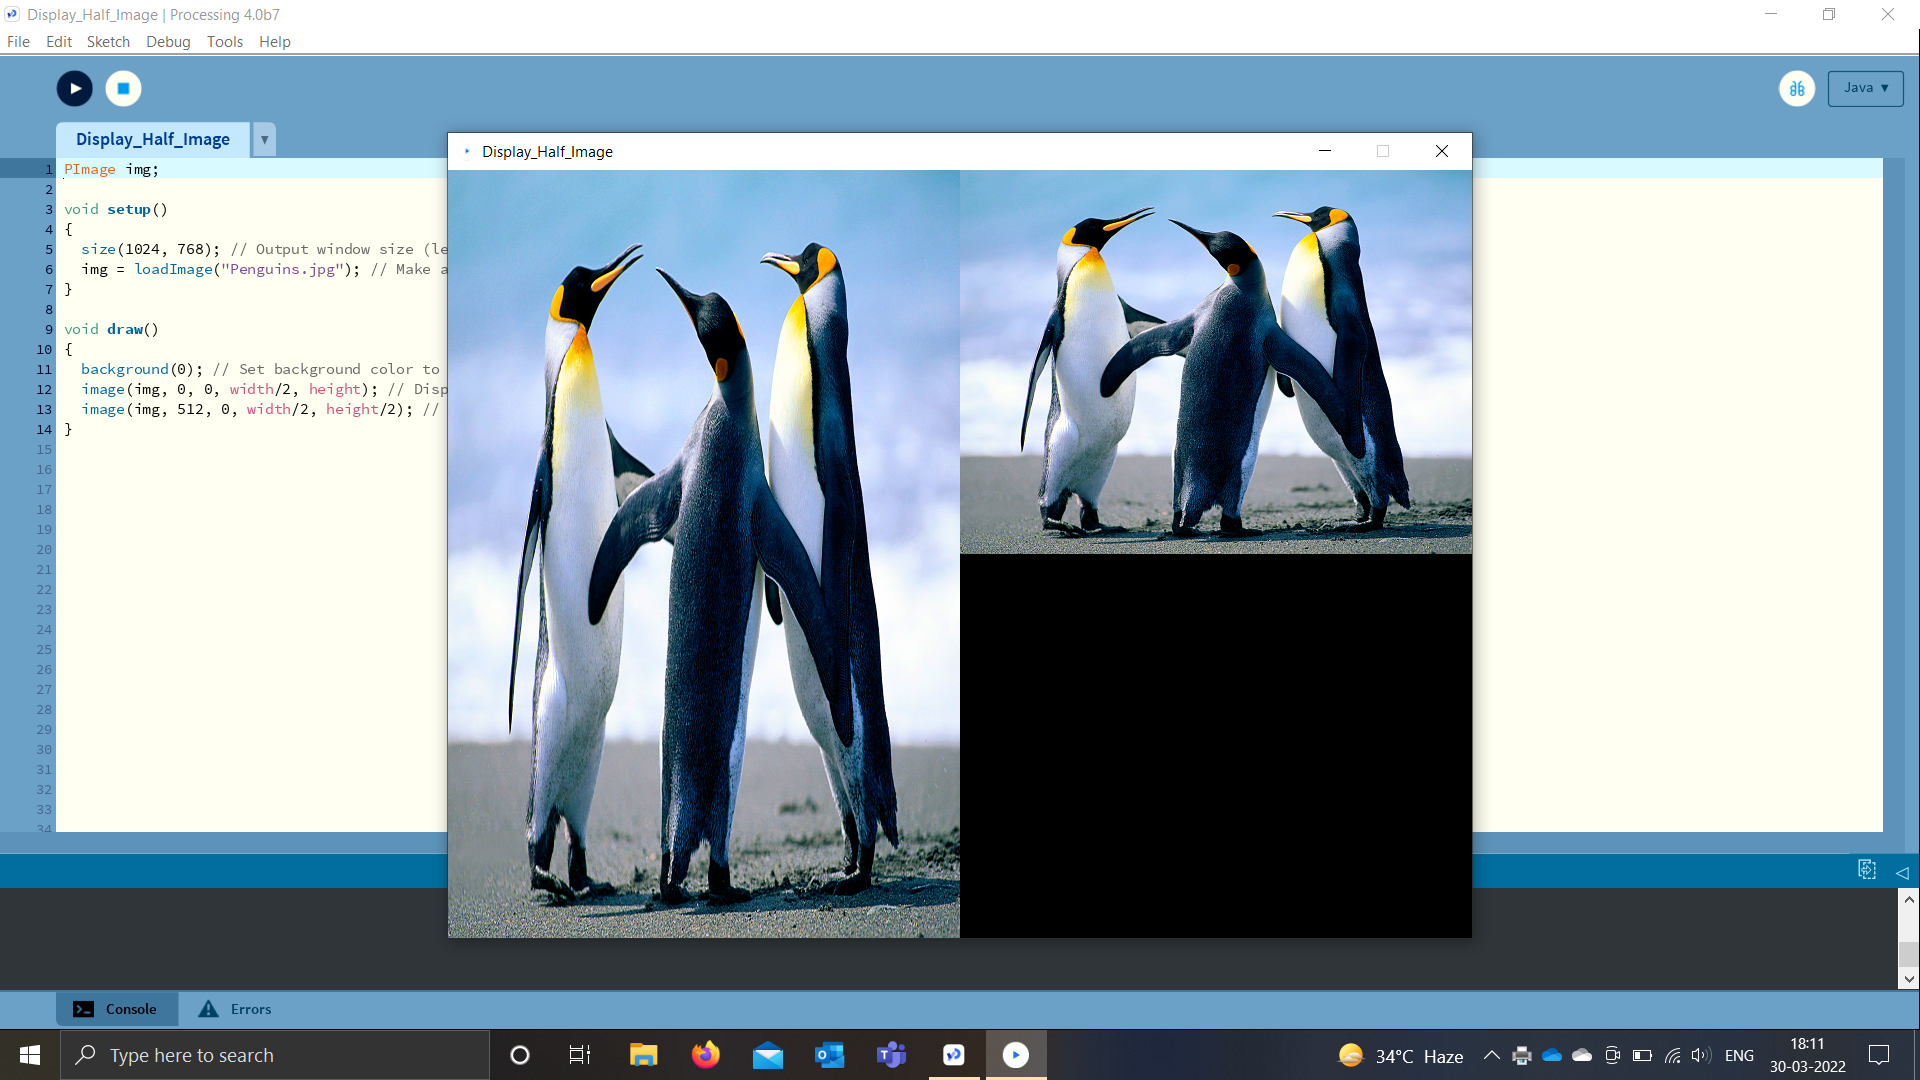 Display_Half_Image | Processing 4.0b7
File Edit Sketch Debug Tools Help
Java ▾
Display_Half_Image ▾
Display_Half_Image
1 PImage img;
2
3 void setup()
4 {
5 size(1024, 768); // Output window size (le
6 img = loadImage("Penguins.jpg"); // Make a
7 }
8
9 void draw()
10 {
11 background(0); // Set background color to
12 image(img, 0, 0, width/2, height); // Disp
13 image(img, 512, 0, width/2, height/2); //
14 }
15
16
17
18
19
20
21
22
23
24
25
26
27
28
29
30
31
32
33
34
Console Errors
Type here to search
34°C Haze
ENG
18:11
30-03-2022